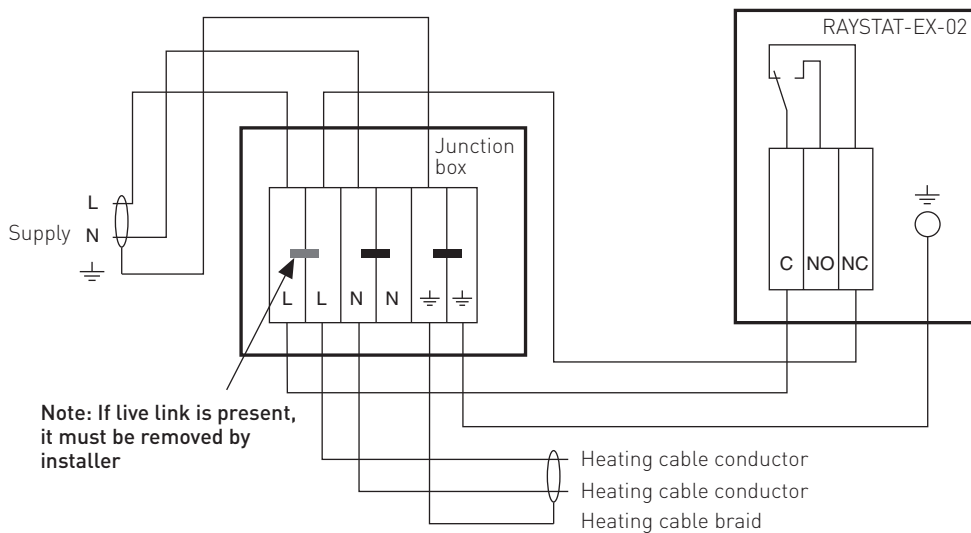 RAYSTAT-EX-02
Junction
box
L
Supply N
L L N N
C NO NC
Note: If live link is present,
it must be removed by
installer
Heating cable conductor
Heating cable conductor
Heating cable braid